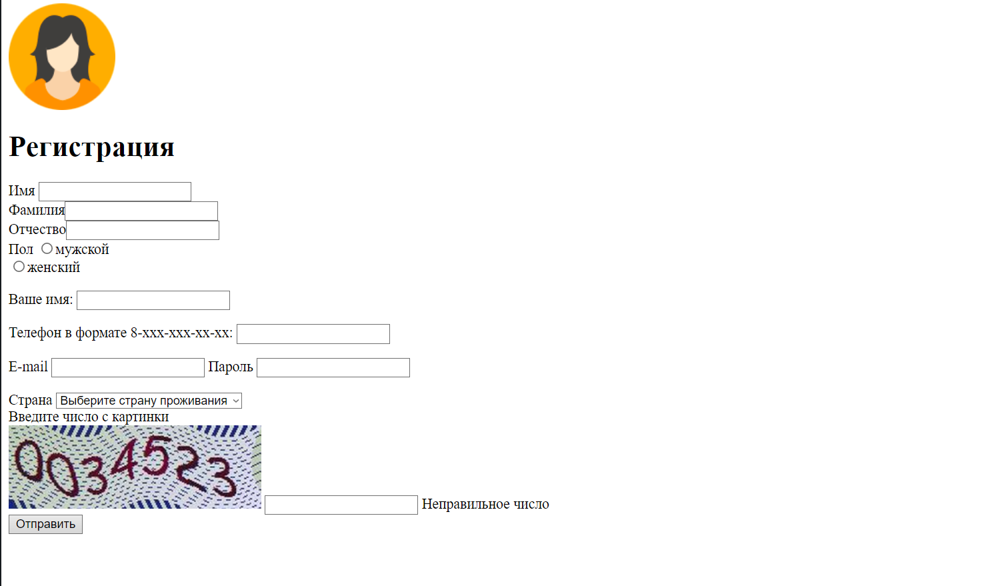 Регистрация
Имя
Фамилия
Отчество
Пол мужской
женский
Ваше имя:
Телефон в формате 8-xxx-xxx-xx-xx:
E-mail Пароль
Страна Выберите страну проживания
Введите число с картинки
0034523
Неправильное число
Отправить